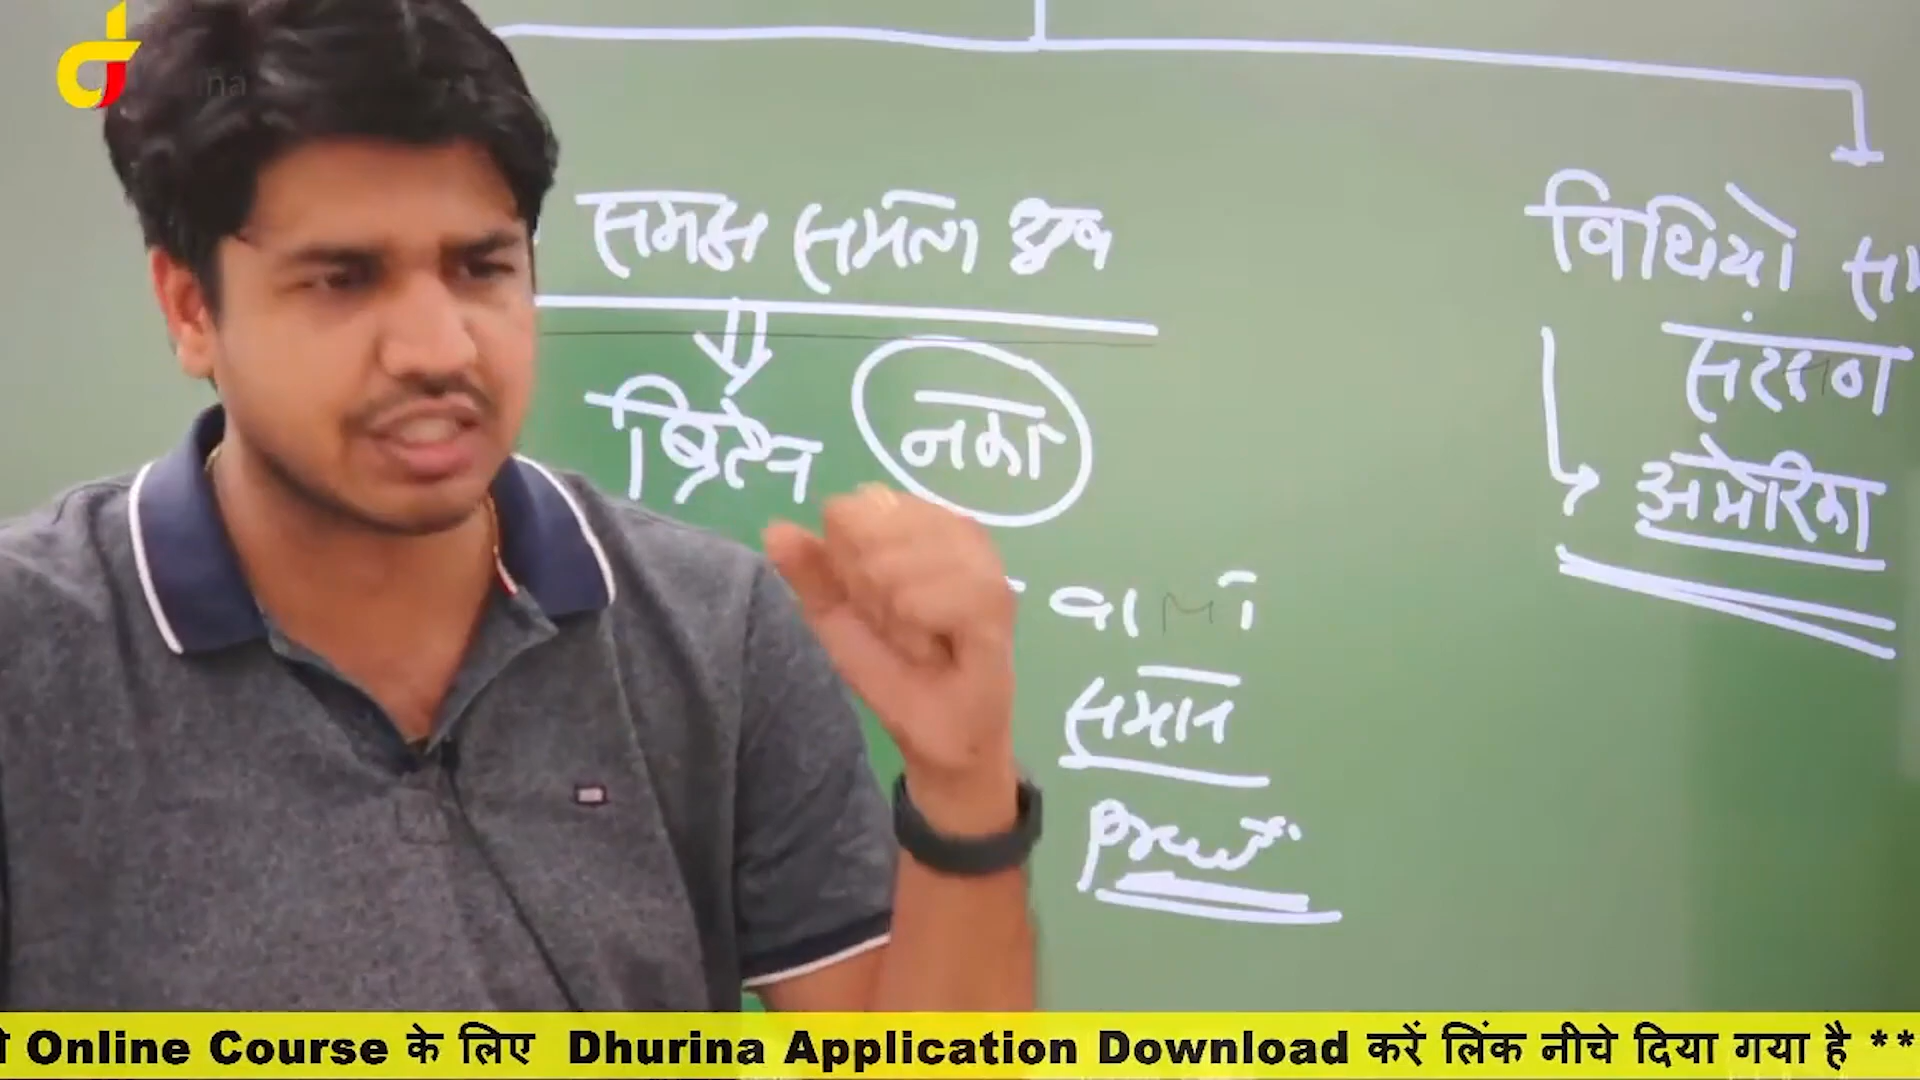 समक्ष समता
विधियो
संरक्षण
ब्रिटेन
नका
अमेरिका
समान
Online Course के लिए Dhurina Application Download करें लिंक नीचे दिया गया है **